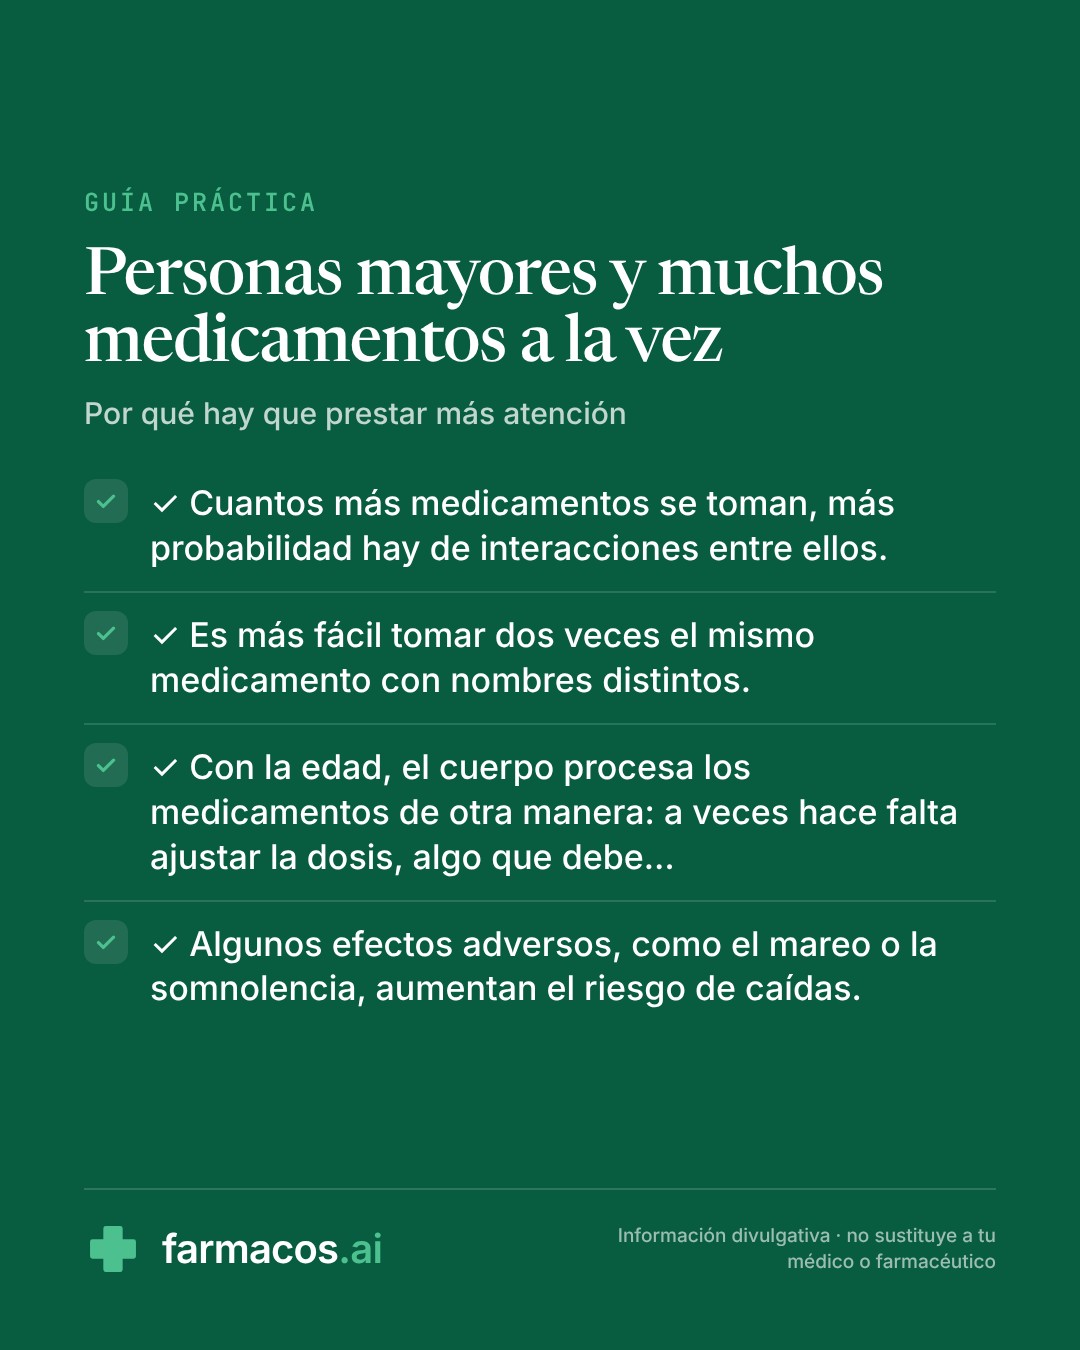 GUÍA PRÁCTICA
Personas mayores y muchos
medicamentos a la vez
Por qué hay que prestar más atención
✓ Cuantos más medicamentos se toman, más
probabilidad hay de interacciones entre ellos.
✓ Es más fácil tomar dos veces el mismo
medicamento con nombres distintos.
✓ Con la edad, el cuerpo procesa los
medicamentos de otra manera: a veces hace falta
ajustar la dosis, algo que debe…
✓ Algunos efectos adversos, como el mareo o la
somnolencia, aumentan el riesgo de caídas.
farmacos.ai
Información divulgativa · no sustituye a tu
médico o farmacéutico